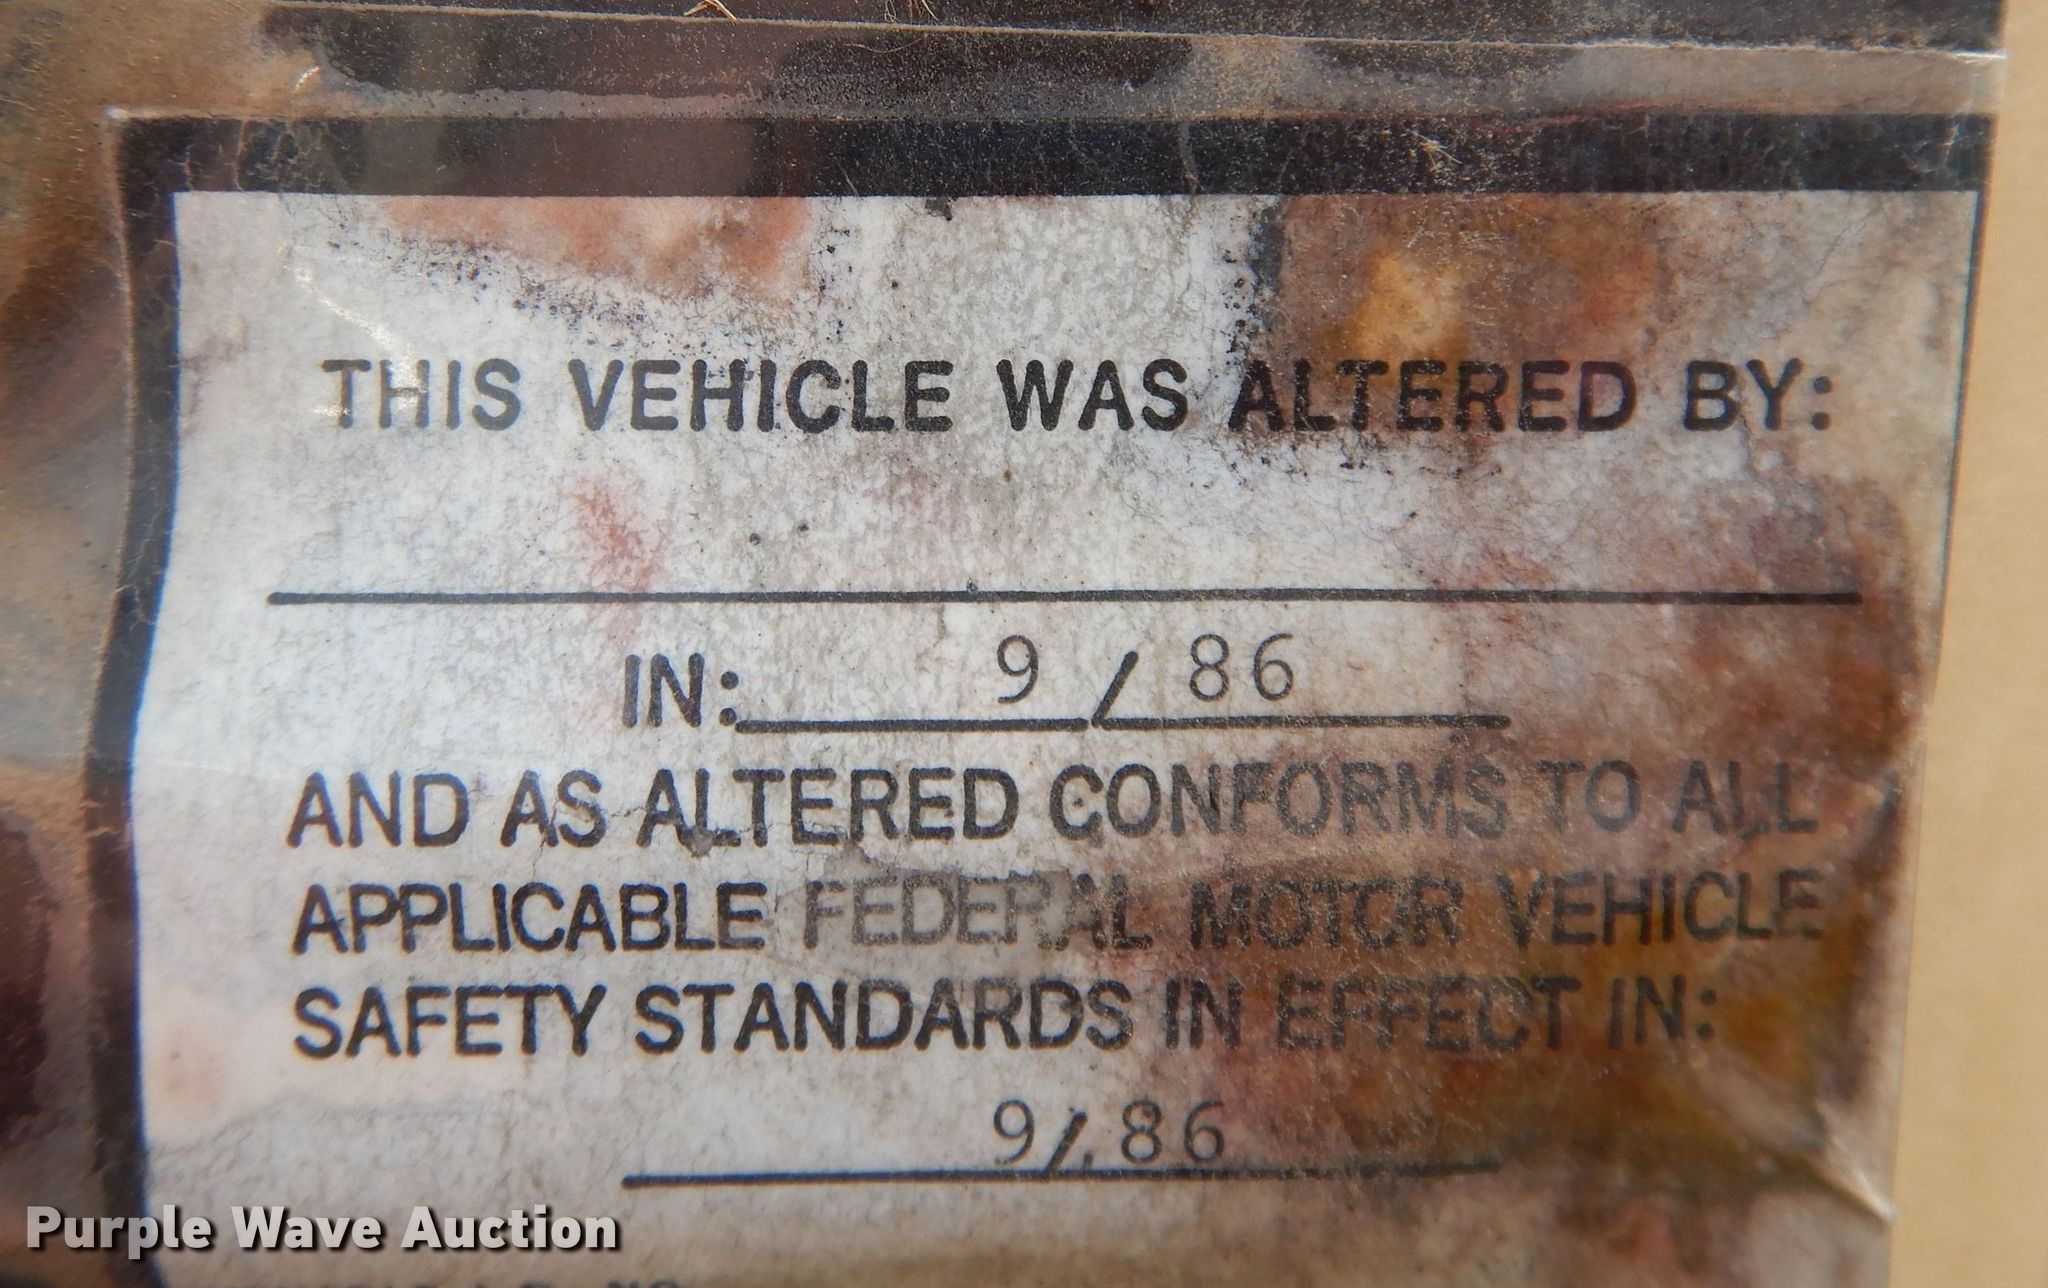 THIS VEHICLE WAS ALTERED BY:
IN: 9 / 86
AND AS ALTERED CONFORMS TO ALL
APPLICABLE FEDERAL MOTOR VEHICLE
SAFETY STANDARDS IN EFFECT IN:
9/86
Purple Wave Auction